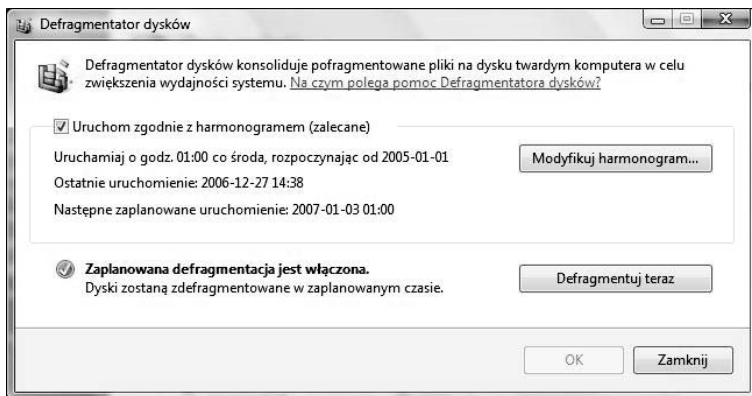 Defragmentator dysków
Defragmentator dysków konsoliduje pofragmentowane pliki na dysku twardym komputera w celu
zwiększenia wydajności systemu. Na czym polega pomoc Defragmentatora dysków?
Uruchom zgodnie z harmonogramem (zalecane)
Uruchamiaj o godz. 01:00 co środa, rozpoczynając od 2005-01-01
Modyfikuj harmonogram...
Ostatnie uruchomienie: 2006-12-27 14:38
Następne zaplanowane uruchomienie: 2007-01-03 01:00
Zaplanowana defragmentacja jest włączona.
Dyski zostaną zdefragmentowane w zaplanowanym czasie.
Defragmentuj teraz
OK
Zamknij